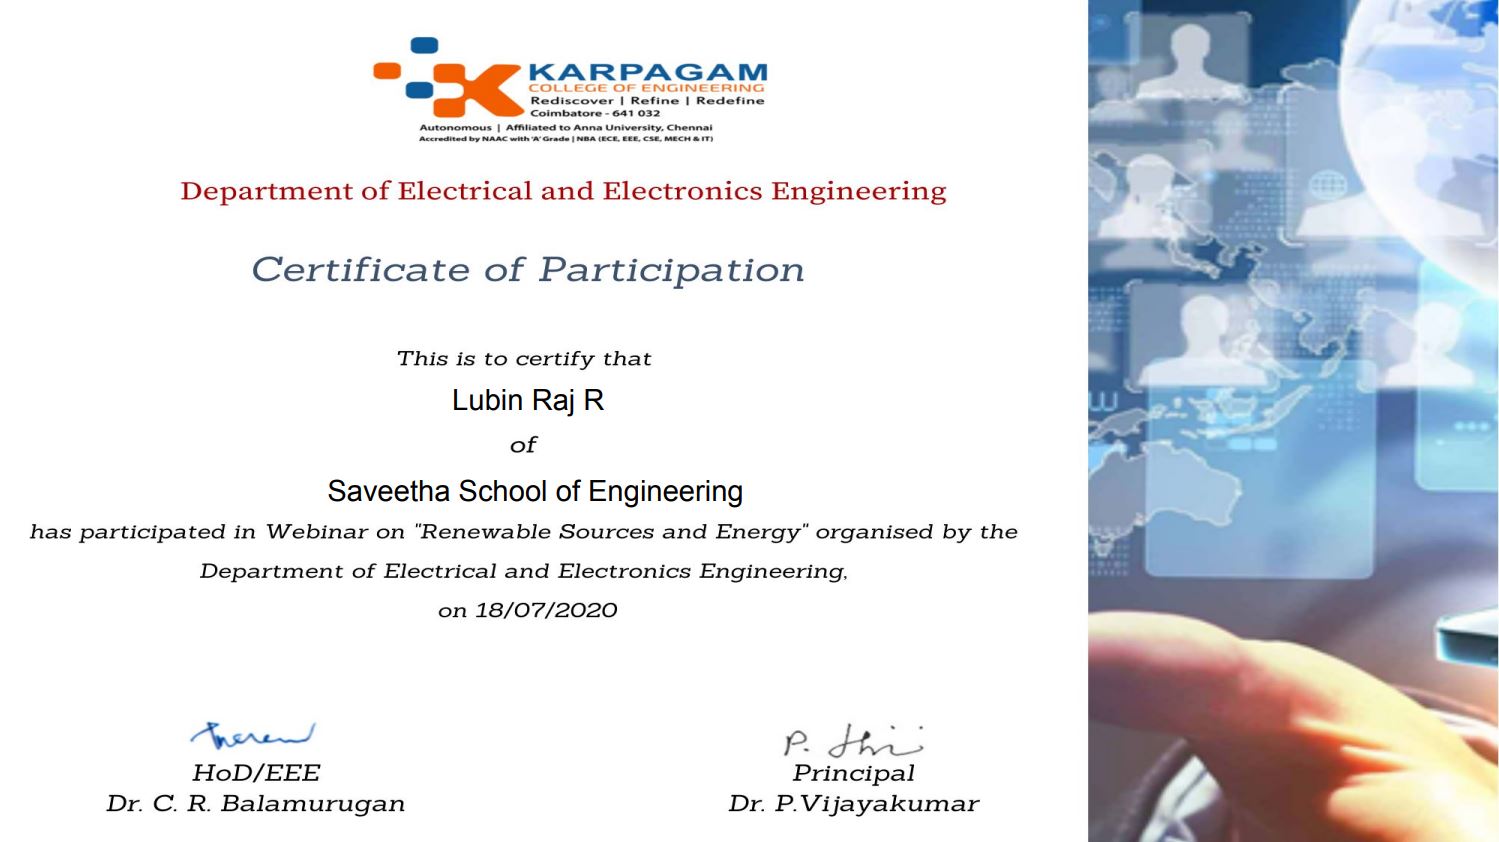 KARPAGAM
COLLEGE OF ENGINEERING
Rediscover | Refine | Redefine
Coimbatore - 641 032
Autonomous | Affiliated to Anna University, Chennai
Accredited by NAAC with 'A' Grade | NBA (ECE, EEE, CSE, MECH & IT)
Department of Electrical and Electronics Engineering
Certificate of Participation
This is to certify that
Lubin Raj R
of
Saveetha School of Engineering
has participated in Webinar on "Renewable Sources and Energy" organised by the
Department of Electrical and Electronics Engineering,
on 18/07/2020
HoD/EEE
Dr. C. R. Balamurugan
Principal
Dr. P.Vijayakumar